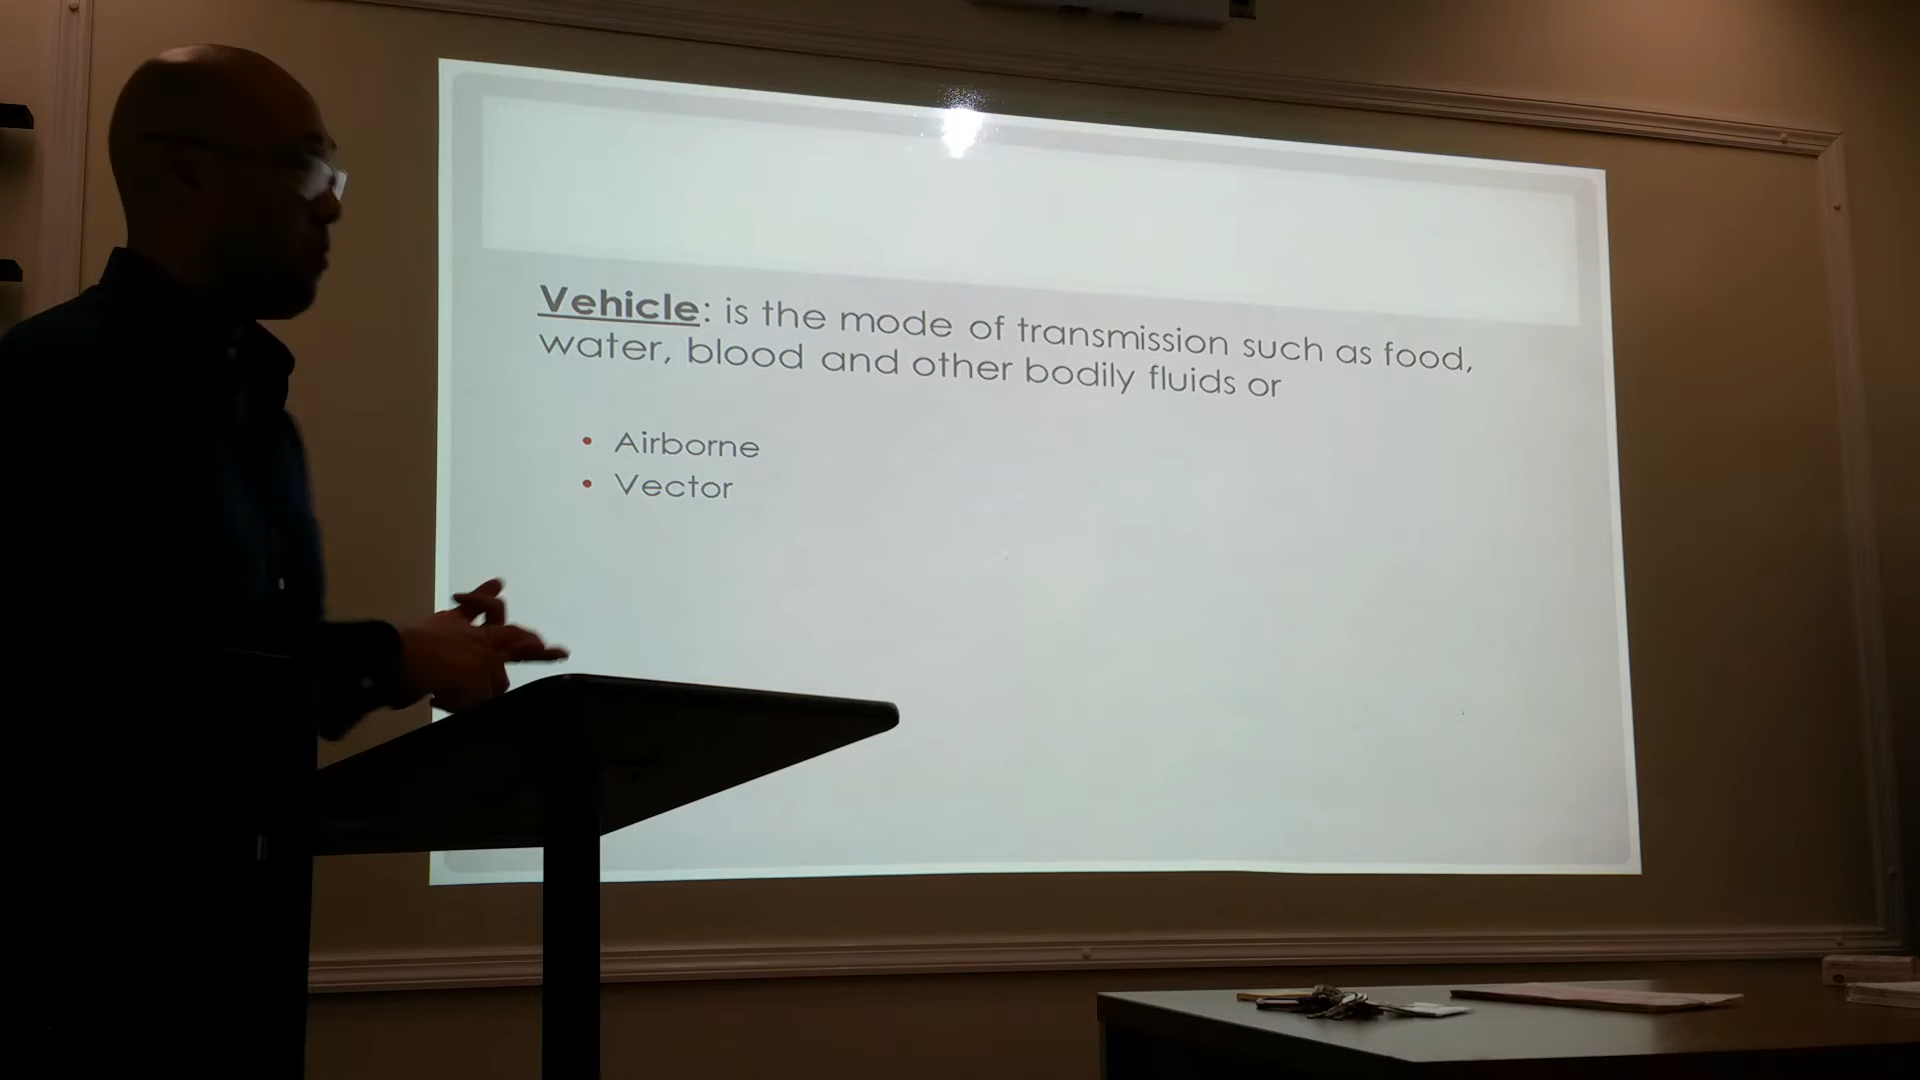 Vehicle: is the mode of transmission such as food,
water, blood and other bodily fluids or
• Airborne
• Vector